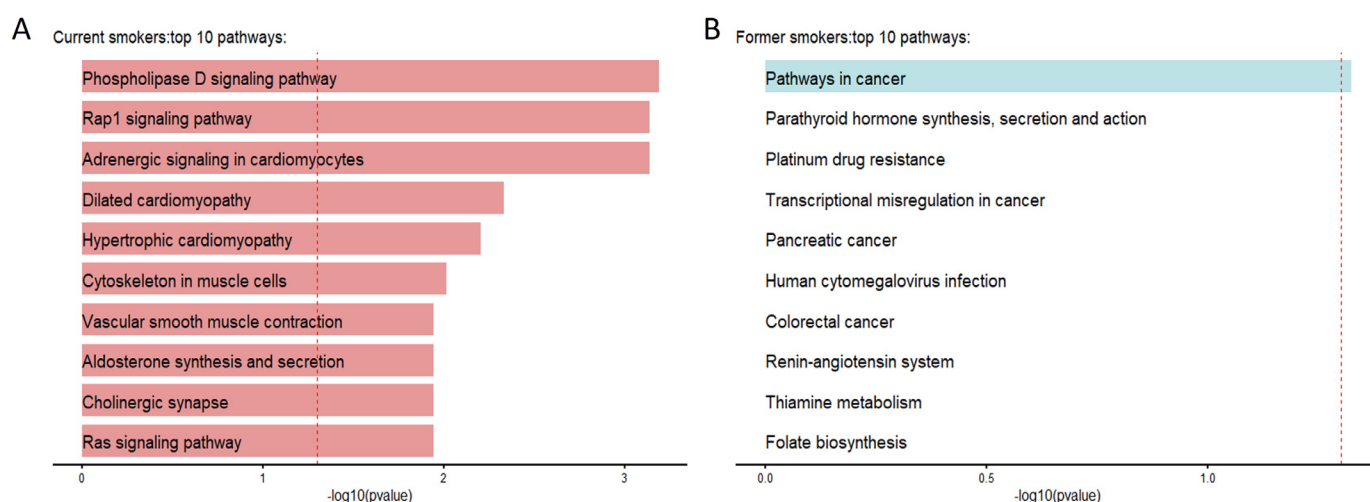 A
Current smokers:top 10 pathways:
Phospholipase D signaling pathway
Rap1 signaling pathway
Adrenergic signaling in cardiomyocytes
Dilated cardiomyopathy
Hypertrophic cardiomyopathy
Cytoskeleton in muscle cells
Vascular smooth muscle contraction
Aldosterone synthesis and secretion
Cholinergic synapse
Ras signaling pathway
0 1 2 3
-log10(pvalue)
B
Former smokers:top 10 pathways:
Pathways in cancer
Parathyroid hormone synthesis, secretion and action
Platinum drug resistance
Transcriptional misregulation in cancer
Pancreatic cancer
Human cytomegalovirus infection
Colorectal cancer
Renin-angiotensin system
Thiamine metabolism
Folate biosynthesis
0.0 0.5 1.0
-log10(pvalue)